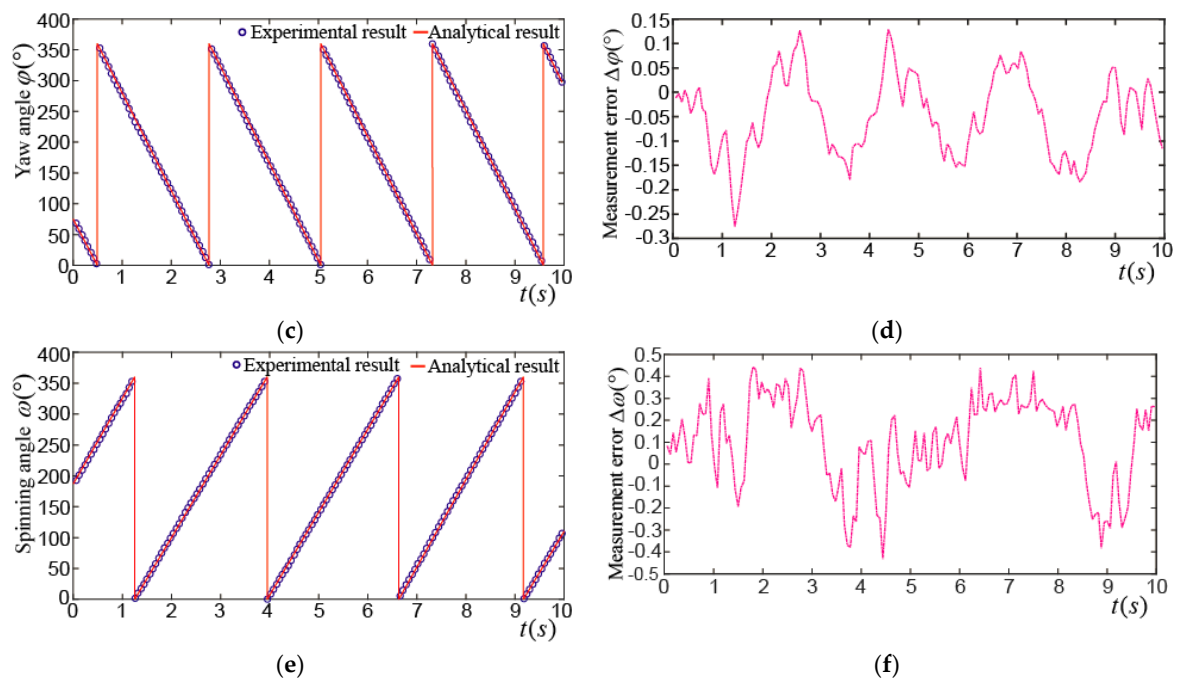 400
350
300
250
200
150
100
50
0
Yaw angle φ(°)
Experimental result
Analytical result
0 1 2 3 4 5 6 7 8 9 10
t(s)
(c)
0.15
0.1
0.05
0
-0.05
-0.1
-0.15
-0.2
-0.25
-0.3
Measurement error Δφ(°)
0 1 2 3 4 5 6 7 8 9 10
t(s)
(d)
400
350
300
250
200
150
100
50
0
Spinning angle ω(°)
Experimental result
Analytical result
0 1 2 3 4 5 6 7 8 9 10
t(s)
(e)
0.5
0.4
0.3
0.2
0.1
0
-0.1
-0.2
-0.3
-0.4
-0.5
Measurement error Δω(°)
0 1 2 3 4 5 6 7 8 9 10
t(s)
(f)